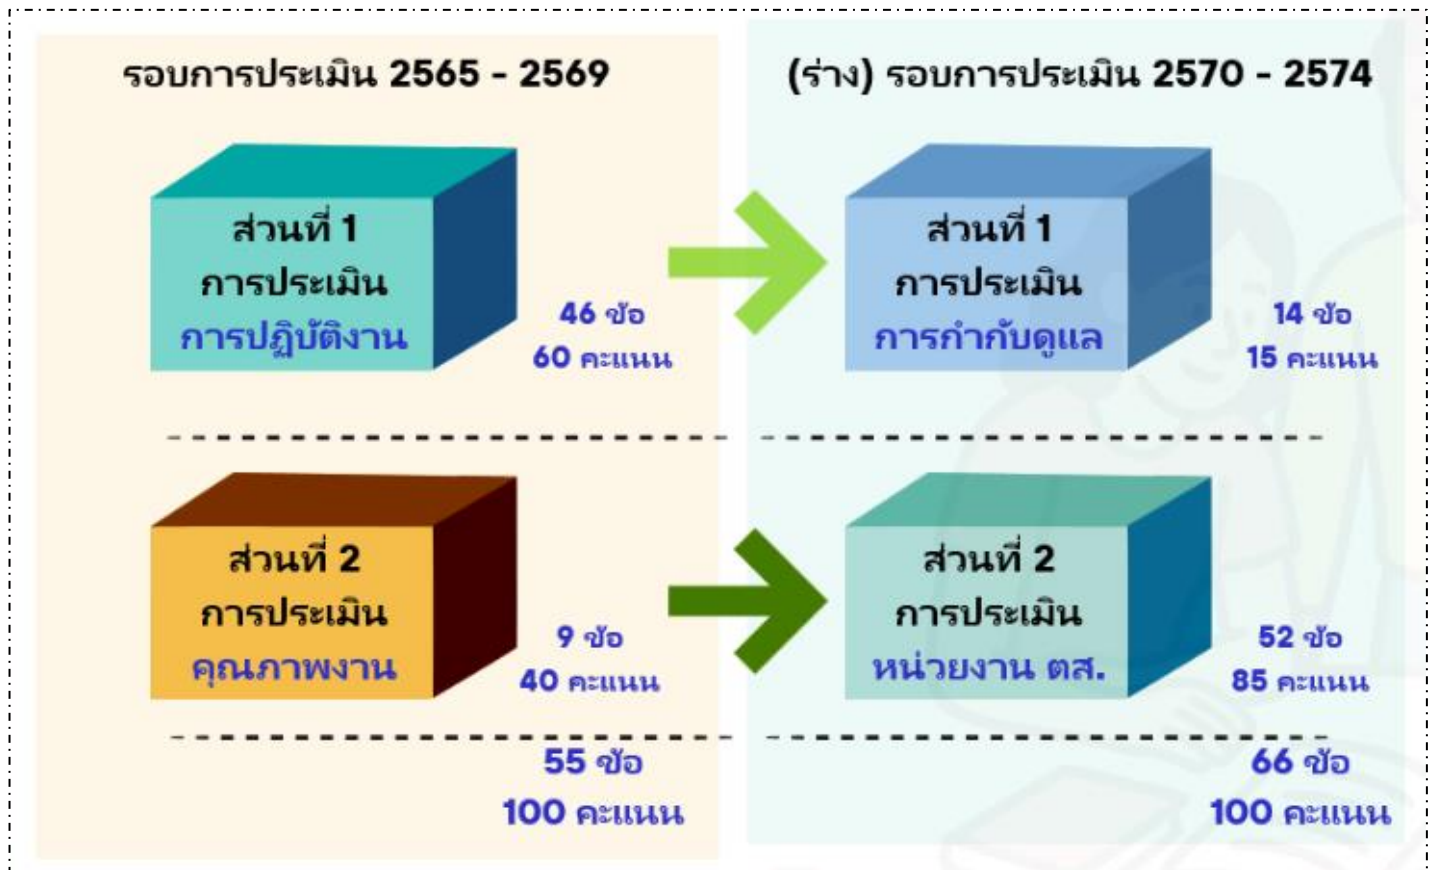 รอบการประเมิน 2565 - 2569
ส่วนที่ 1
การประเมิน
การปฏิบัติงาน
46 ข้อ
60 คะแนน
ส่วนที่ 2
การประเมิน
คุณภาพงาน
9 ข้อ
40 คะแนน
55 ข้อ
100 คะแนน
(ร่าง) รอบการประเมิน 2570 - 2574
ส่วนที่ 1
การประเมิน
การกำกับดูแล
14 ข้อ
15 คะแนน
ส่วนที่ 2
การประเมิน
หน่วยงาน ตส.
52 ข้อ
85 คะแนน
66 ข้อ
100 คะแนน